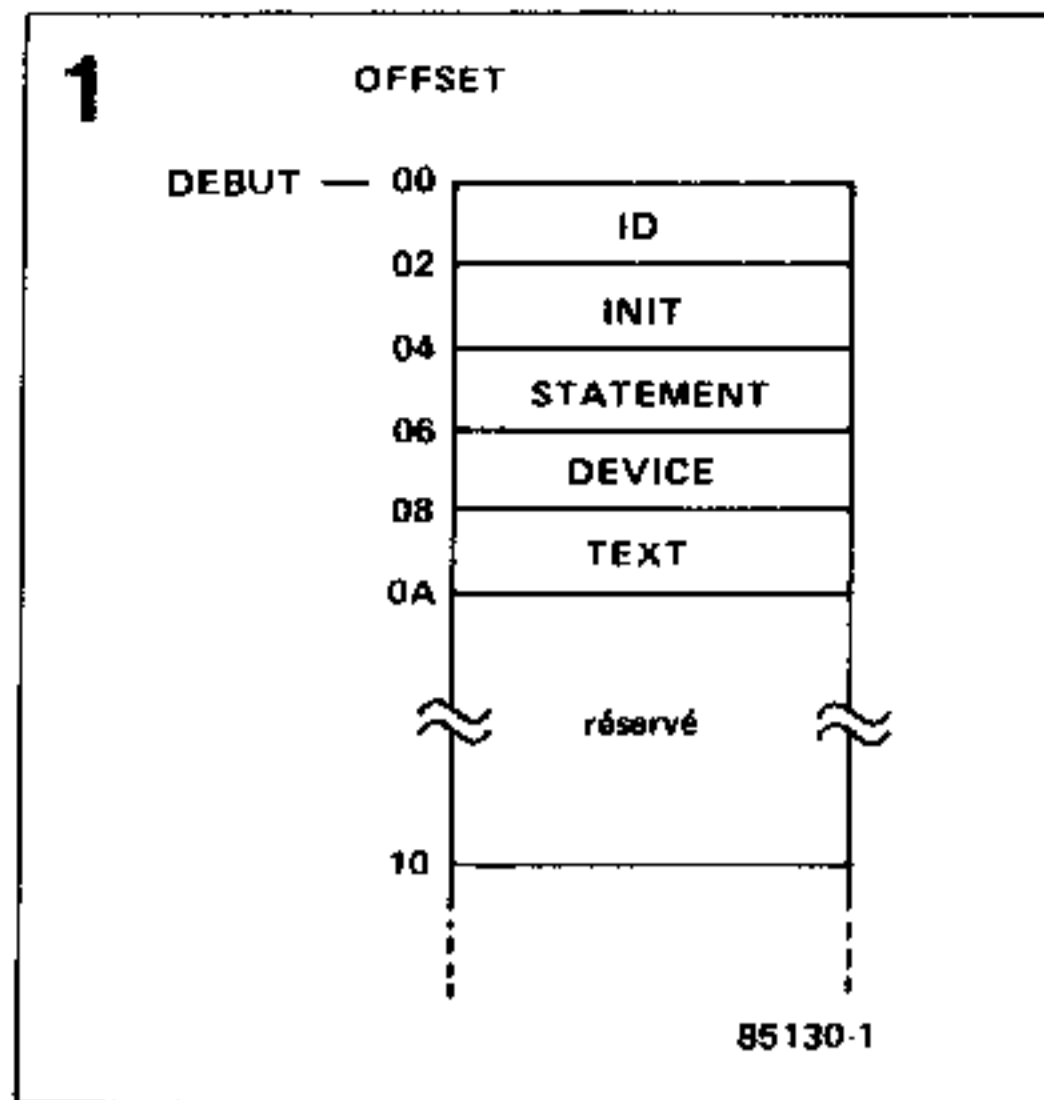 1
OFFSET
DEBUT — 00
ID
02
INIT
04
STATEMENT
06
DEVICE
08
TEXT
0A
réservé
10
85130-1